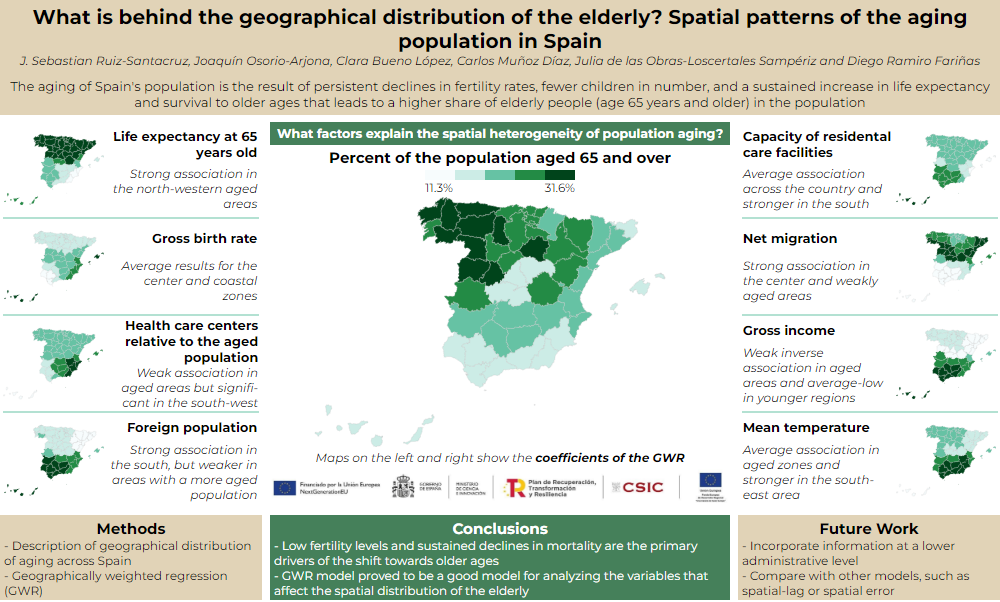 What is behind the geographical distribution of the elderly? Spatial patterns of the aging
population in Spain
J. Sebastian Ruiz-Santacruz, Joaquín Osorio-Arjona, Clara Bueno López, Carlos Muñoz Díaz, Julia de las Obras-Loscertales Sampériz and Diego Ramiro Fariñas
The aging of Spain's population is the result of persistent declines in fertility rates, fewer children in number, and a sustained increase in life expectancy
and survival to older ages that leads to a higher share of elderly people (age 65 years and older) in the population
Life expectancy at 65
years old
Strong association in
the north-western aged
areas
Gross birth rate
Average results for the
center and coastal
zones
Health care centers
relative to the aged
population
Weak association in
aged areas but signifi-
cant in the south-west
Foreign population
Strong association in
the south, but weaker in
areas with a more aged
population
What factors explain the spatial heterogeneity of population aging?
Percent of the population aged 65 and over
11.3%
31.6%
Maps on the left and right show the coefficients of the GWR
Financiado por la Unión Europea
NextGenerationEU
GOBIERNO
DE ESPAÑA
MINISTERIO
DE CIENCIA
E INNOVACIÓN
Plan de Recuperación,
Transformación
y Resiliencia
CSIC
Capacity of residential
care facilities
Average association
across the country and
stronger in the south
Net migration
Strong association in
the center and weakly
aged areas
Gross income
Weak inverse
association in aged
areas and average-low
in younger regions
Mean temperature
Average association in
aged zones and
stronger in the south-
east area
Methods
- Description of geographical distribution
of aging across Spain
- Geographically weighted regression
(GWR)
Conclusions
- Low fertility levels and sustained declines in mortality are the primary
drivers of the shift towards older ages
- GWR model proved to be a good model for analyzing the variables that
affect the spatial distribution of the elderly
Future Work
- Incorporate information at a lower
administrative level
- Compare with other models, such as
spatial-lag or spatial error